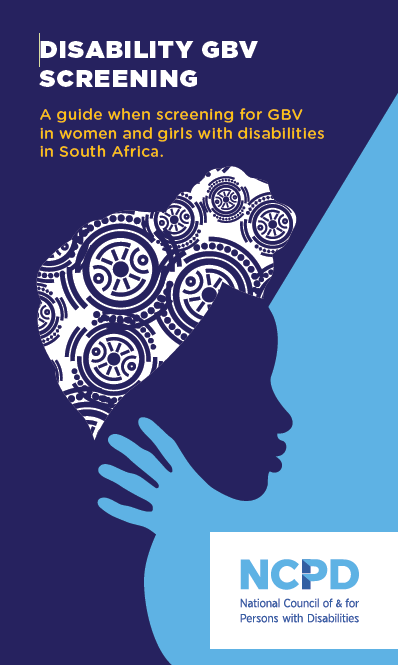 DISABILITY GBV
SCREENING
A guide when screening for GBV
in women and girls with disabilities
in South Africa.
NCPD
National Council of & for
Persons with Disabilities